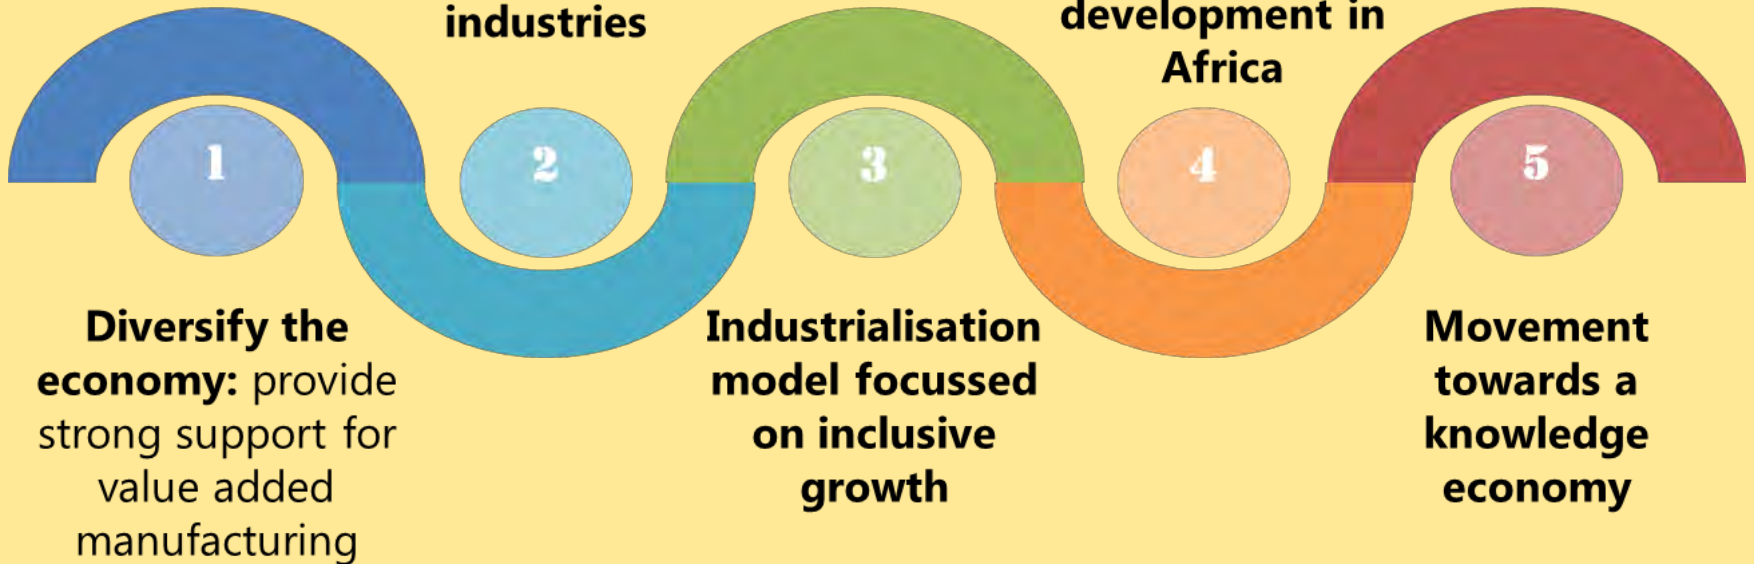 industries
development in
Africa
1
2
3
4
5
Diversify the
economy: provide
strong support for
value added
manufacturing
Industrialisation
model focussed
on inclusive
growth
Movement
towards a
knowledge
economy